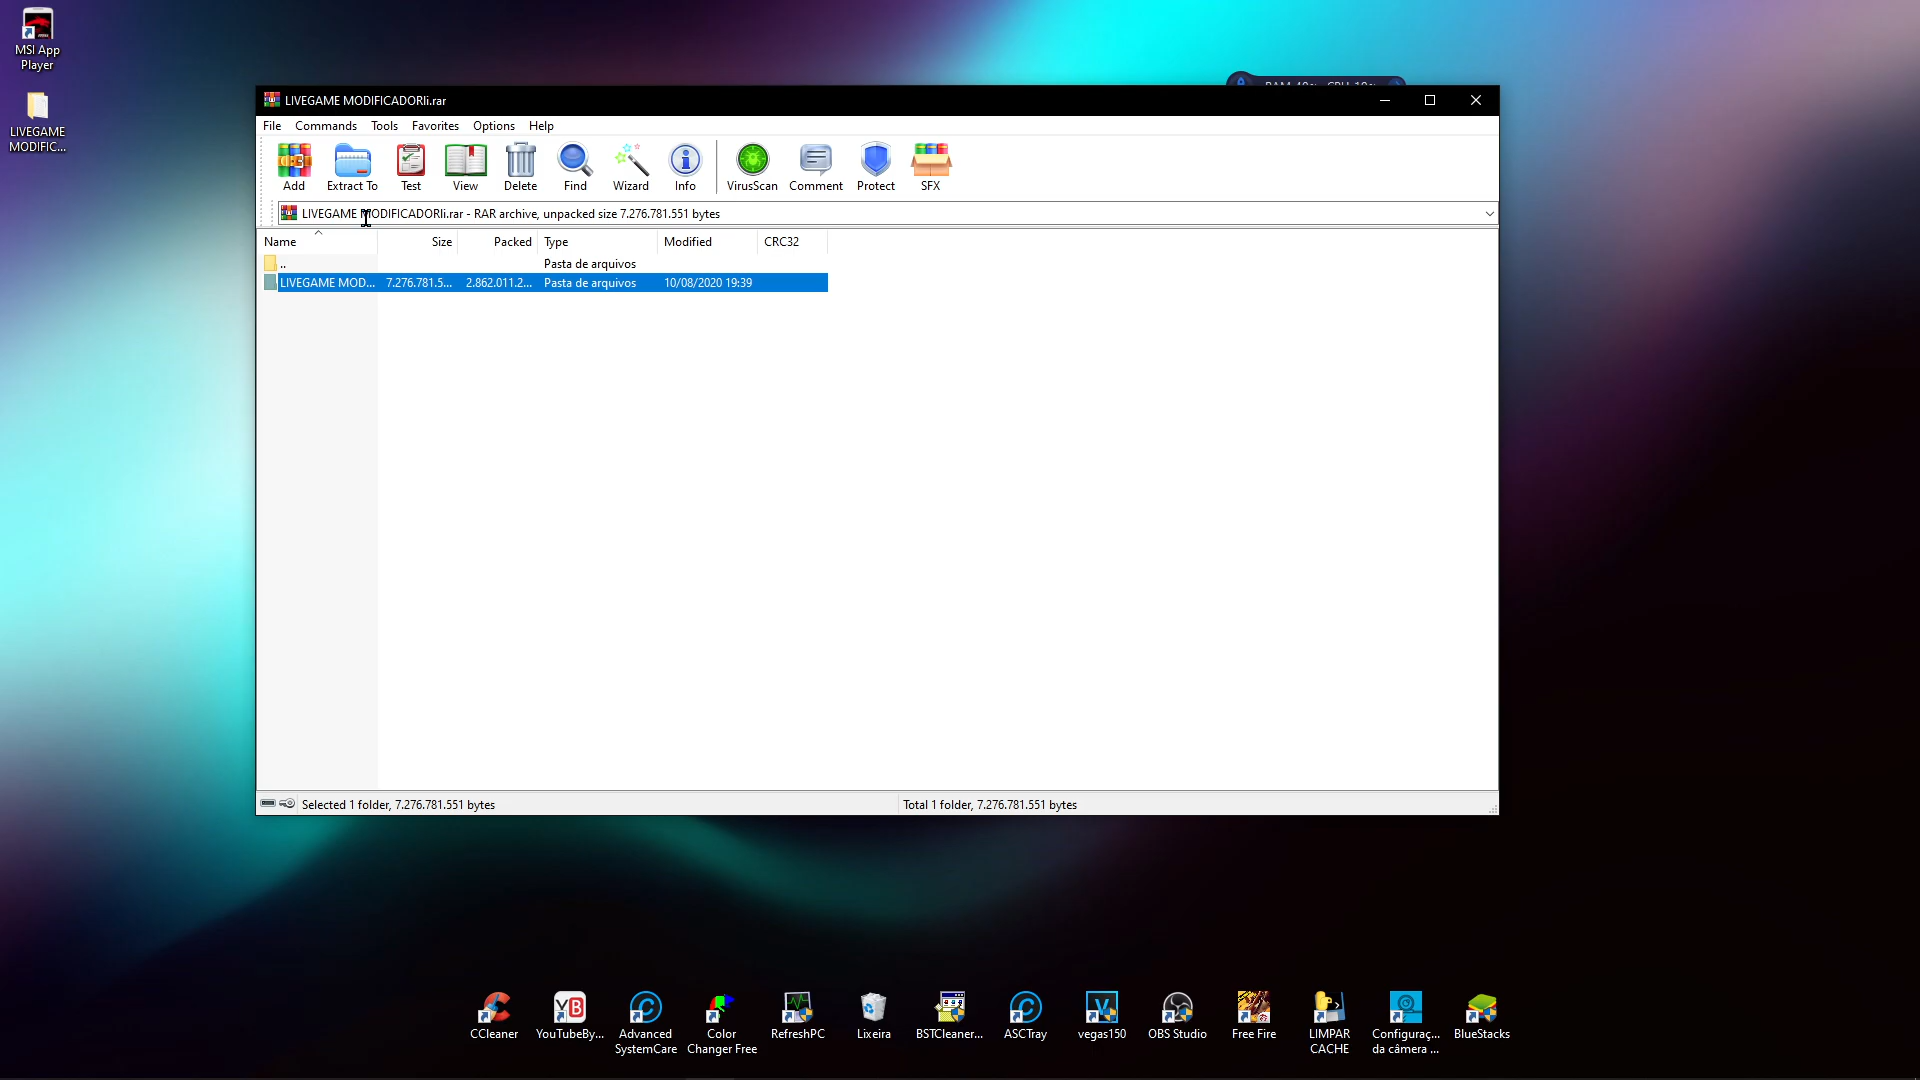 MSI App
Player
LIVEGAME
MODIFIC...
LIVEGAME MODIFICADORli.rar
File Commands Tools Favorites Options Help
Add Extract To Test View Delete Find Wizard Info VirusScan Comment Protect SFX
LIVEGAME MODIFICADORli.rar - RAR archive, unpacked size 7.276.781.551 bytes
Name Size Packed Type Modified CRC32
.. Pasta de arquivos
LIVEGAME MOD... 7.276.781.5... 2.862.011.2... Pasta de arquivos 10/08/2020 19:39
Selected 1 folder, 7.276.781.551 bytes
Total 1 folder, 7.276.781.551 bytes
CCleaner
YouTubeBy...
Advanced
SystemCare
Color
Changer Free
RefreshPC
Lixeira
BSTCleaner...
ASCTray
vegas150
OBS Studio
Free Fire
LIMPAR
CACHE
Configuraç...
da câmera ...
BlueStacks